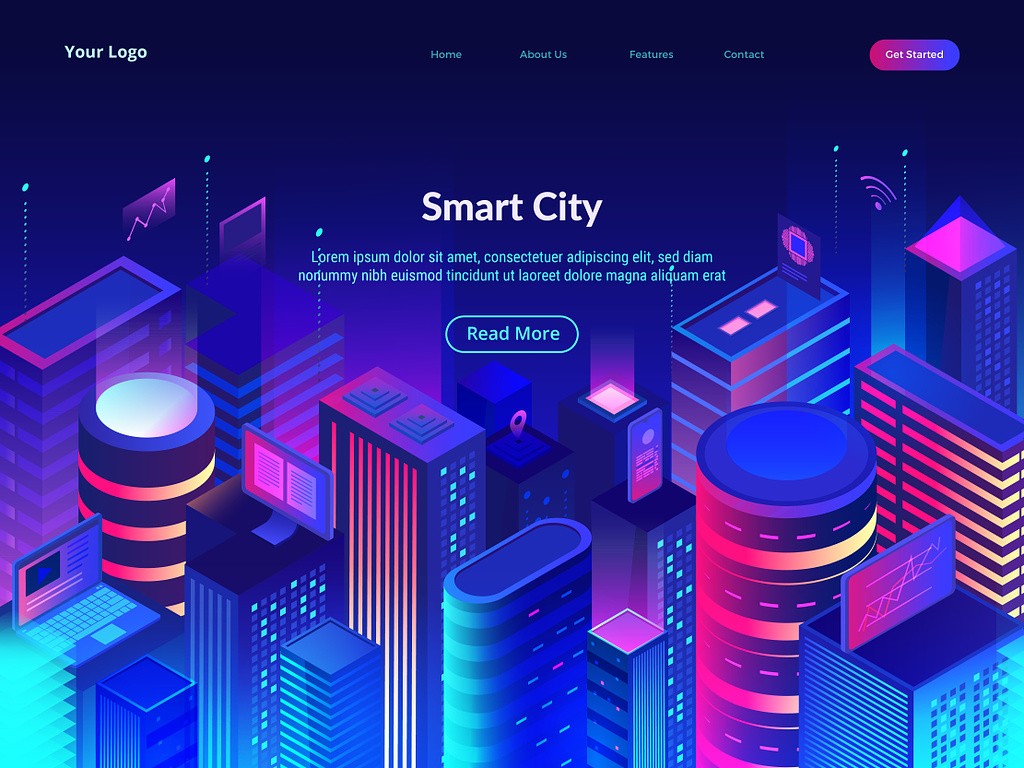 Your Logo
Home
About Us
Features
Contact
Get Started
Smart City
Lorem ipsum dolor sit amet, consectetuer adipiscing elit, sed diam
nonummy nibh euismod tincidunt ut laoreet dolore magna aliquam erat
Read More